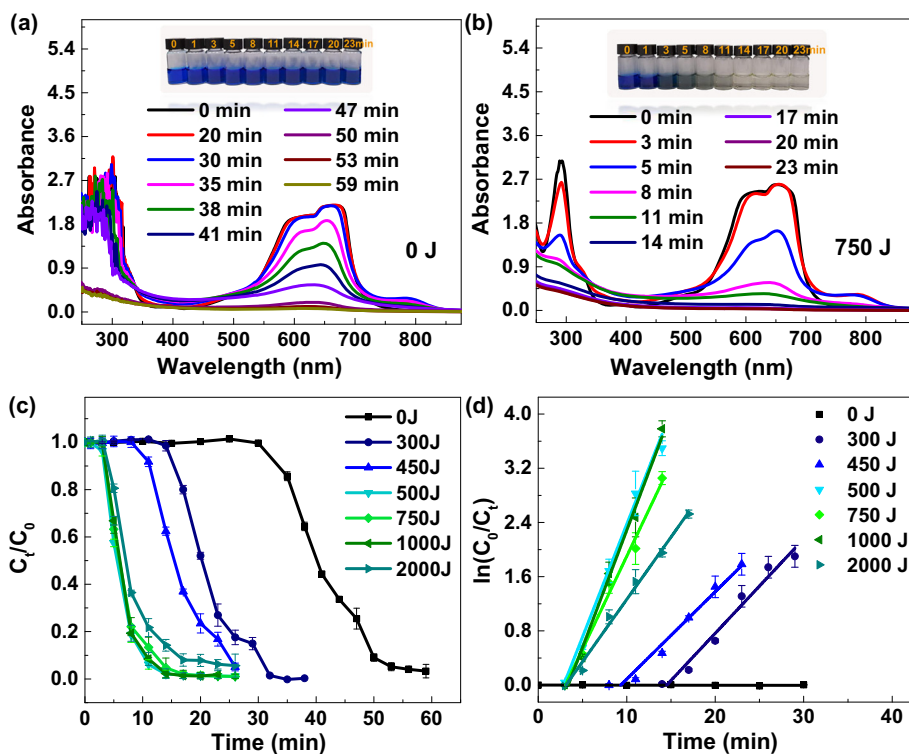 (a)
0 1 3 5 8 11 14 17 20 23min
5.4
4.5
3.6
2.7
1.8
0.9
0.0
Absorbance
0 min
20 min
30 min
35 min
38 min
41 min
47 min
50 min
53 min
59 min
0 J
300 400 500 600 700 800
Wavelength (nm)
(b)
0 1 3 5 8 11 14 17 20 23min
5.4
4.5
3.6
2.7
1.8
0.9
0.0
Absorbance
0 min
3 min
5 min
8 min
11 min
14 min
17 min
20 min
23 min
750 J
300 400 500 600 700 800
Wavelength (nm)
(c)
1.0
0.8
0.6
0.4
0.2
0.0
Ct/C0
0J
300J
450J
500J
750J
1000J
2000J
0 10 20 30 40 50 60
Time (min)
(d)
4.0
3.2
2.4
1.6
0.8
0.0
ln(C0/Ct)
0 J
300 J
450 J
500 J
750 J
1000 J
2000 J
0 10 20 30 40
Time (min)